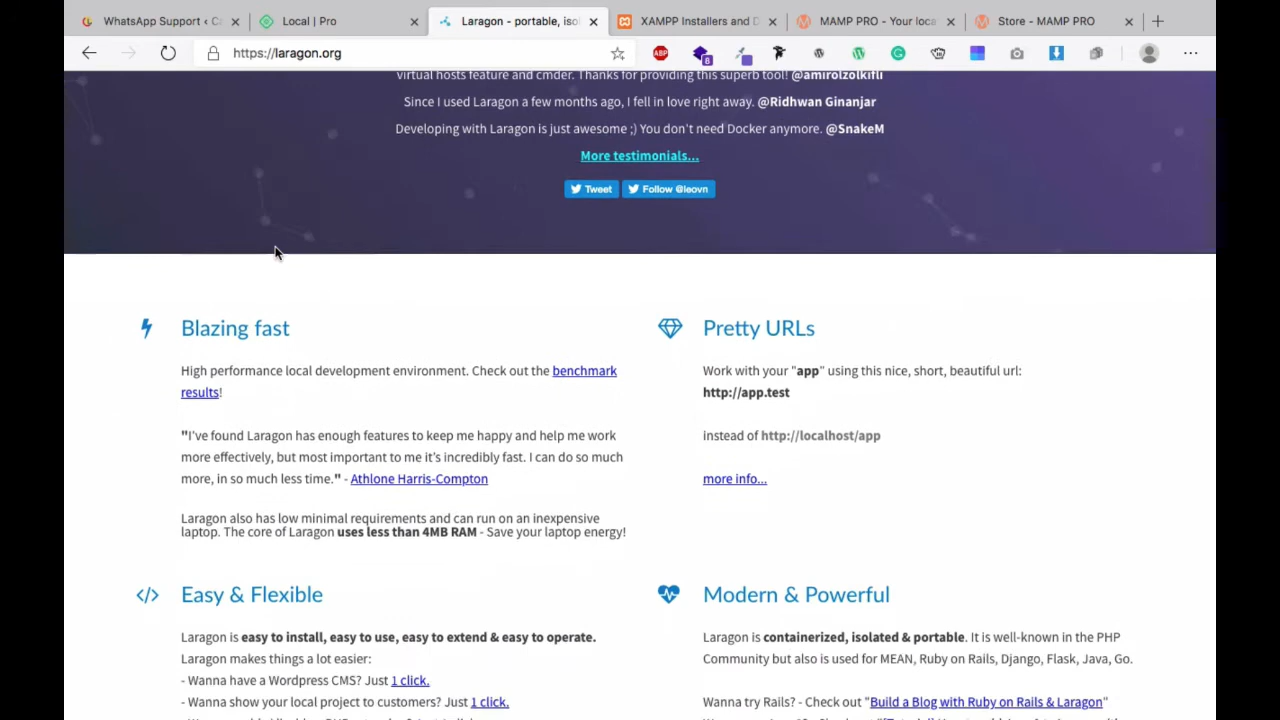 WhatsApp Support ‹ C
Local | Pro
Laragon - portable, iso
XAMPP Installers and D
MAMP PRO - Your loca
Store - MAMP PRO
https://laragon.org
ABP
8
virtual hosts feature and cmder. Thanks for providing this superb tool! @amirolzolkifli
Since I used Laragon a few months ago, I fell in love right away. @Ridhwan Ginanjar
Developing with Laragon is just awesome ;) You don't need Docker anymore. @SnakeM
More testimonials...
Tweet
Follow @leovn
Blazing fast
High performance local development environment. Check out the benchmark
results!
"I've found Laragon has enough features to keep me happy and help me work
more effectively, but most important to me it's incredibly fast. I can do so much
more, in so much less time." - Athlone Harris-Compton
Laragon also has low minimal requirements and can run on an inexpensive
laptop. The core of Laragon uses less than 4MB RAM - Save your laptop energy!
Pretty URLs
Work with your "app" using this nice, short, beautiful url:
http://app.test
instead of http://localhost/app
more info...
Easy & Flexible
Laragon is easy to install, easy to use, easy to extend & easy to operate.
Laragon makes things a lot easier:
- Wanna have a Wordpress CMS? Just 1 click.
- Wanna show your local project to customers? Just 1 click.
Modern & Powerful
Laragon is containerized, isolated & portable. It is well-known in the PHP
Community but also is used for MEAN, Ruby on Rails, Django, Flask, Java, Go.
Wanna try Rails? - Check out "Build a Blog with Ruby on Rails & Laragon"